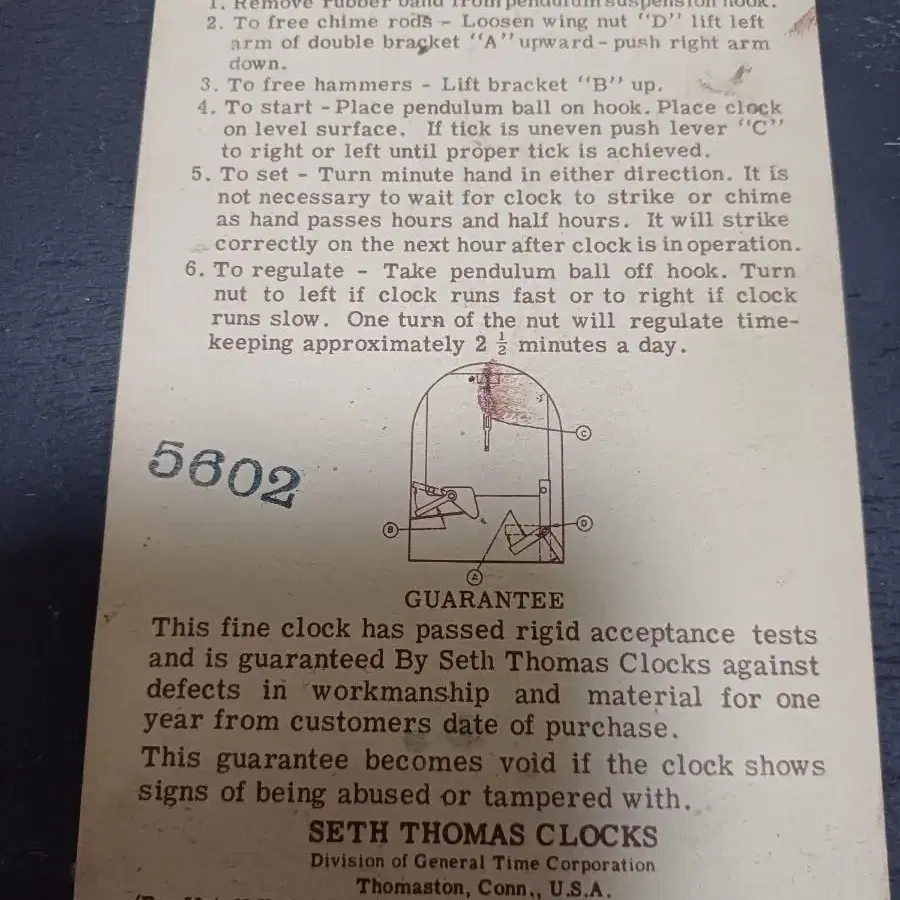 1. Remove rubber band from pendulum suspension hook.
2. To free chime rods - Loosen wing nut "D" lift left
arm of double bracket "A" upward - push right arm
down.
3. To free hammers - Lift bracket "B" up.
4. To start - Place pendulum ball on hook. Place clock
on level surface. If tick is uneven push lever "C"
to right or left until proper tick is achieved.
5. To set - Turn minute hand in either direction. It is
not necessary to wait for clock to strike or chime
as hand passes hours and half hours. It will strike
correctly on the next hour after clock is in operation.
6. To regulate - Take pendulum ball off hook. Turn
nut to left if clock runs fast or to right if clock
runs slow. One turn of the nut will regulate time-
keeping approximately 2 ½ minutes a day.
C
5602
B
D
A
GUARANTEE
This fine clock has passed rigid acceptance tests
and is guaranteed By Seth Thomas Clocks against
defects in workmanship and material for one
year from customers date of purchase.
This guarantee becomes void if the clock shows
signs of being abused or tampered with.
SETH THOMAS CLOCKS
Division of General Time Corporation
Thomaston, Conn., U.S.A.